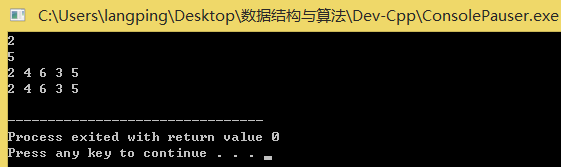 C:\Users\langping\Desktop\数据结构与算法\Dev-Cpp\ConsolePauser.exe
2
5
2 4 6 3 5
2 4 6 3 5
--------------------------------
Process exited with return value 0
Press any key to continue . . .